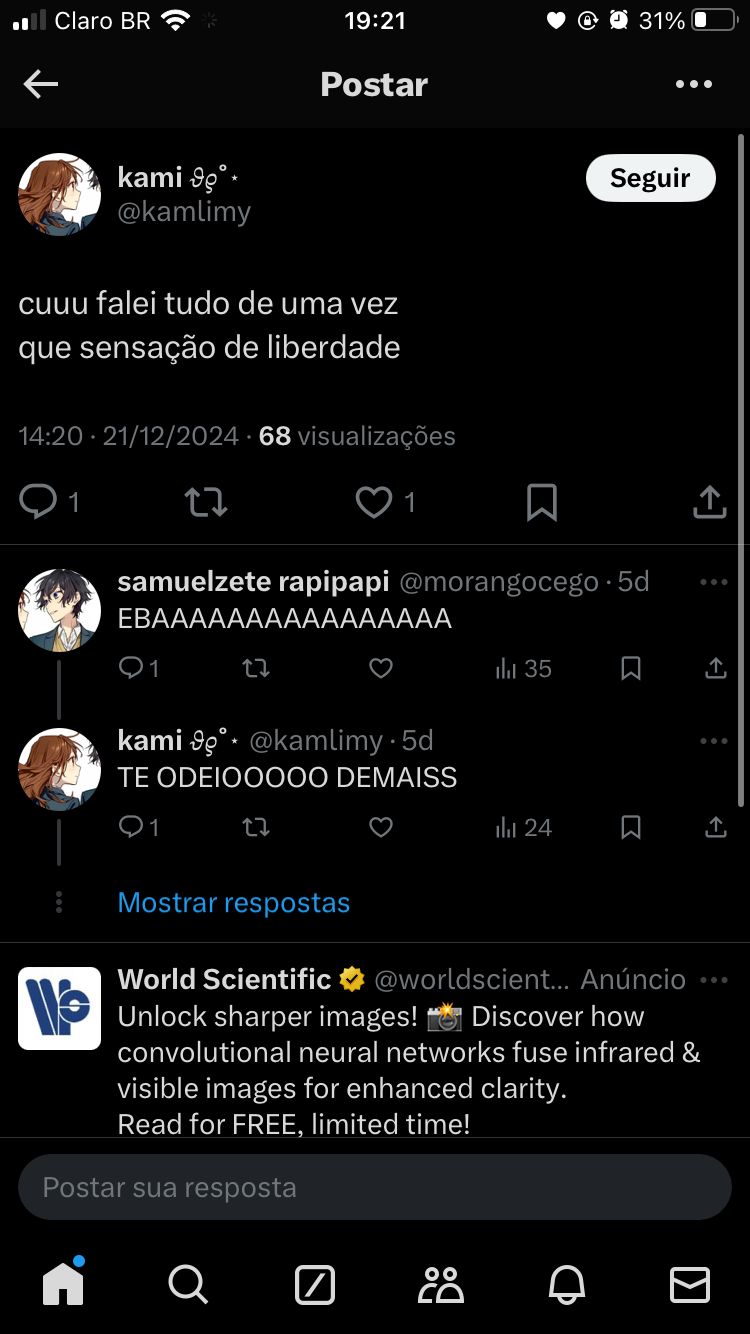 Claro BR 19:21 31%
Postar
kami 𝜗𝜚˚⋆
Seguir
@kamlimy
cuuu falei tudo de uma vez
que sensação de liberdade
14:20 · 21/12/2024 · 68 visualizações
1 1
samuelzete rapipapi @morangocego · 5d
EBAAAAAAAAAAAAAAAA
1 35
kami 𝜗𝜚˚⋆ @kamlimy · 5d
TE ODEIOOOOO DEMAISS
1 24
Mostrar respostas
World Scientific @worldscient... Anúncio
Unlock sharper images! 📸 Discover how
convolutional neural networks fuse infrared &
visible images for enhanced clarity.
Read for FREE, limited time!
Postar sua resposta